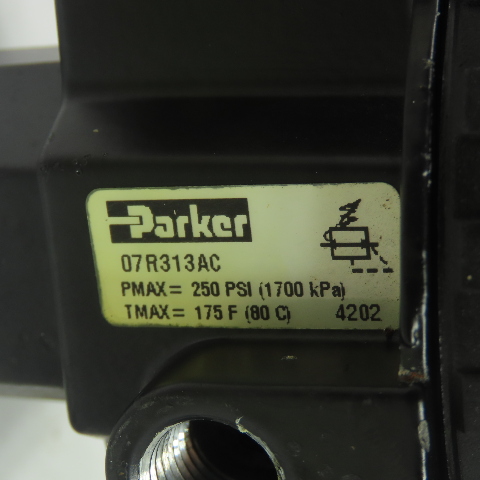 Parker
07R313AC
PMAX= 250 PSI (1700 kPa)
TMAX= 175 F (80 C) 4202